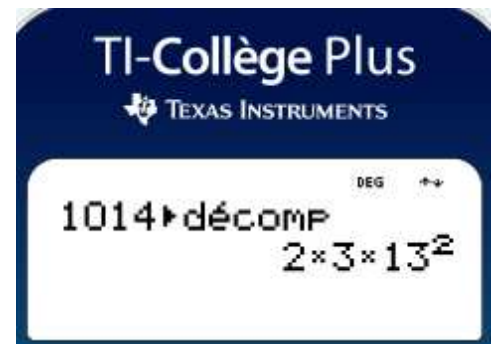 TI-Collège Plus
TEXAS INSTRUMENTS
DEG
1014▸décomp
2×3×13²